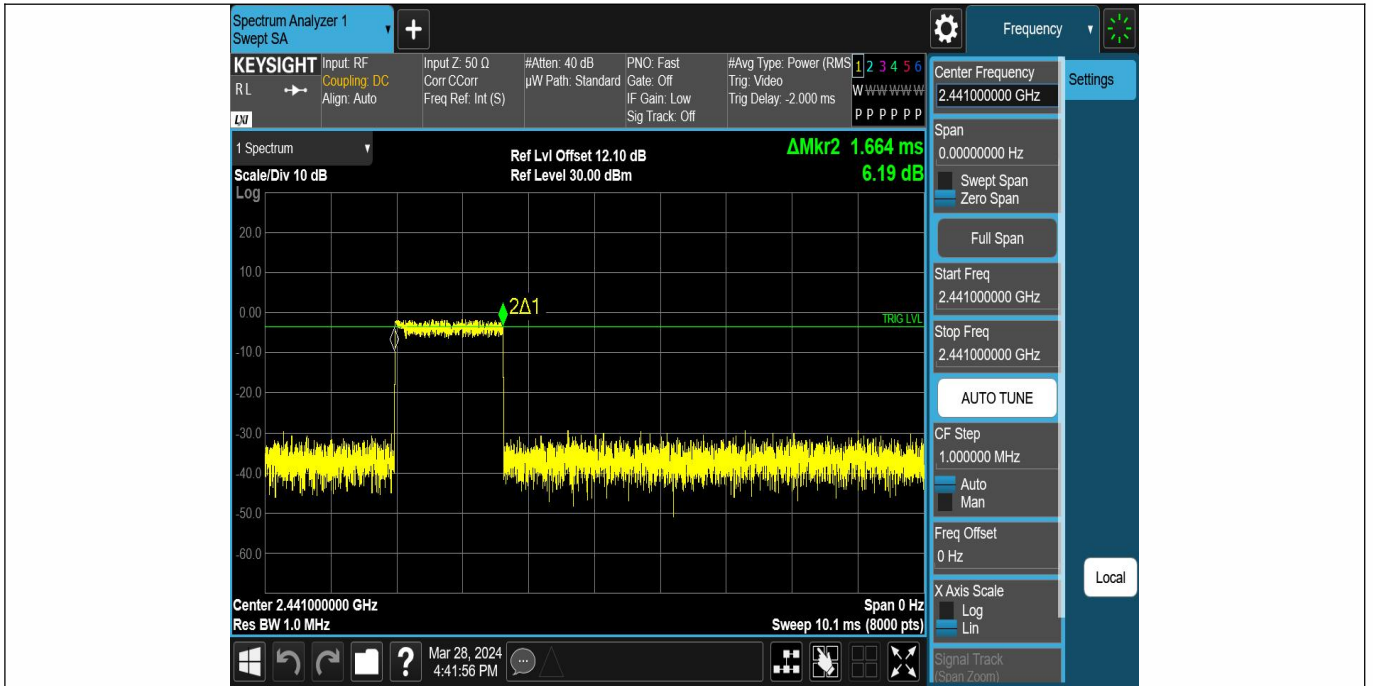 Spectrum Analyzer 1
Swept SA
+
Frequency
KEYSIGHT
RL
LXI
Input: RF
Coupling: DC
Align: Auto
Input Z: 50 Ω
Corr CCorr
Freq Ref: Int (S)
#Atten: 40 dB
µW Path: Standard
PNO: Fast
Gate: Off
IF Gain: Low
Sig Track: Off
#Avg Type: Power (RMS
Trig: Video
Trig Delay: -2.000 ms
1 2 3 4 5 6
W W W W W W
P P P P P P
1 Spectrum
Scale/Div 10 dB
Ref Lvl Offset 12.10 dB
Ref Level 30.00 dBm
ΔMkr2 1.664 ms
6.19 dB
Log
20.0
10.0
0.00
-10.0
-20.0
-30.0
-40.0
-50.0
-60.0
2Δ1
TRIG LVL
Center 2.441000000 GHz
Res BW 1.0 MHz
Span 0 Hz
Sweep 10.1 ms (8000 pts)
Center Frequency
2.441000000 GHz
Settings
Span
0.00000000 Hz
Swept Span
Zero Span
Full Span
Start Freq
2.441000000 GHz
Stop Freq
2.441000000 GHz
AUTO TUNE
CF Step
1.000000 MHz
Auto
Man
Freq Offset
0 Hz
X Axis Scale
Log
Lin
Signal Track
(Span Zoom)
Local
?
Mar 28, 2024
4:41:56 PM